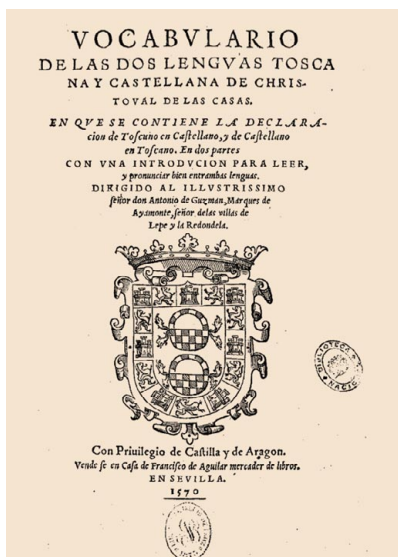 VOCABVLARIO
DE LAS DOS LENGVAS TOSCA
NA Y CASTELLANA DE CHRIS-
TOVAL DE LAS CASAS.
EN QVE SE CONTIENE LA DECLARA-
cion de Toſcano en Caſtellano, y de Caſtellano
en Toſcano. En dos partes
CON VNA INTRODVCION PARA LEER,
y pronunciar bien entrambas lenguas.
DIRIGIDO AL ILLVSTRISSIMO
ſeñor don Antonio de Guzman, Marques de
Ayamonte, ſeñor delas villas de
Lepe y la Redondela.
BIBLIOTECA
NACIO
Con Priuilegio de Caſtilla y de Aragon.
Vende ſe en Caſa de Franciſco de Aguilar mercader de libros.
EN SEVILLA.
1570